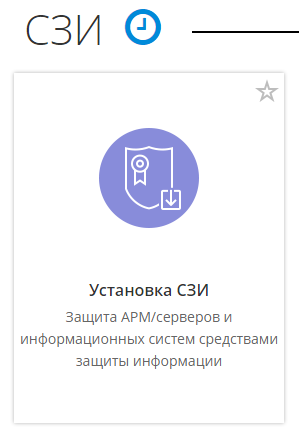 СЗИ
Установка СЗИ
Защита АРМ/серверов и
информационных систем средствами
защиты информации